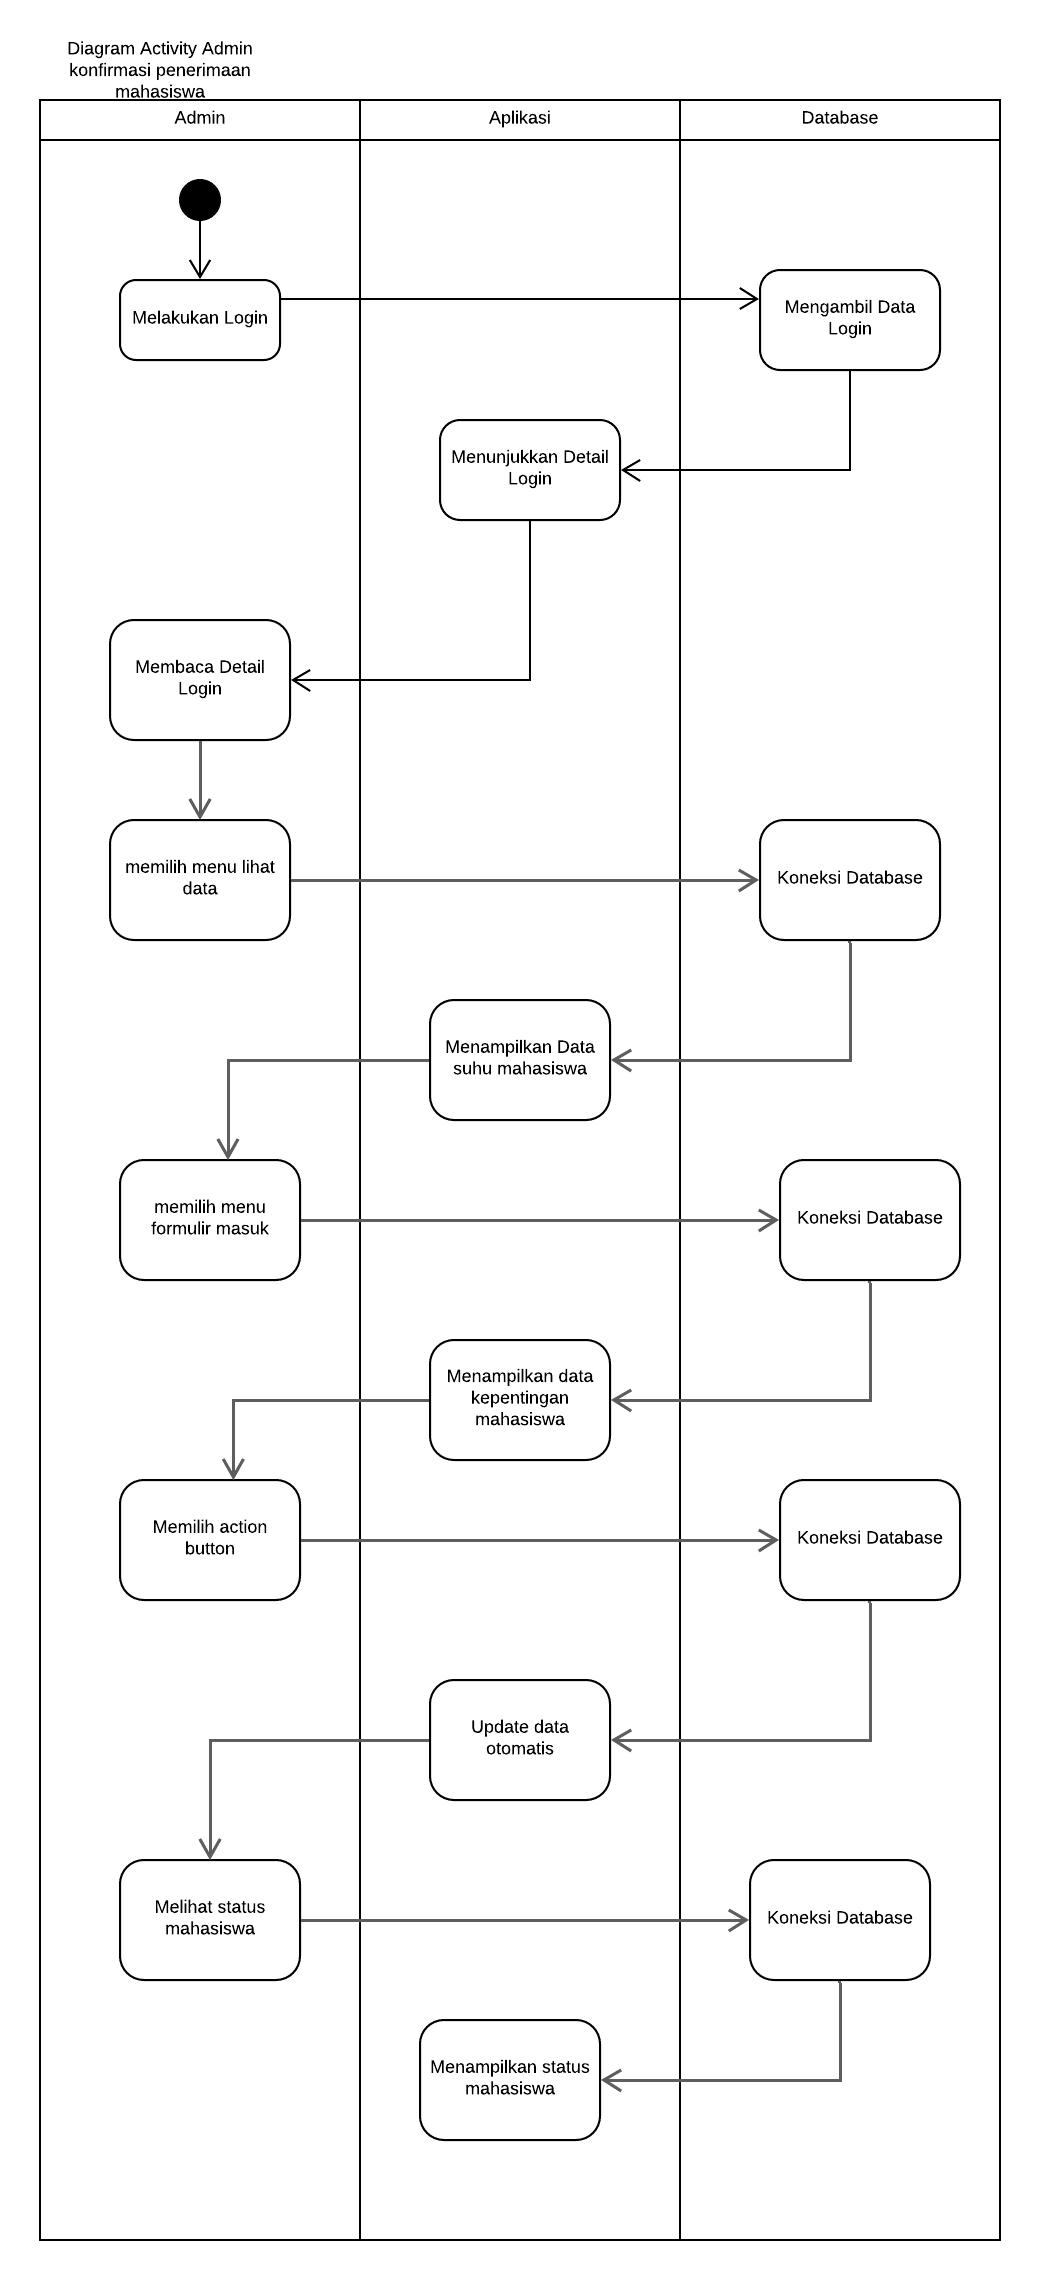 Diagram Activity Admin
konfirmasi penerimaan
mahasiswa
Admin
Aplikasi
Database
Melakukan Login
Mengambil Data
Login
Menunjukkan Detail
Login
Membaca Detail
Login
memilih menu lihat
data
Koneksi Database
Menampilkan Data
suhu mahasiswa
memilih menu
formulir masuk
Koneksi Database
Menampilkan data
kepentingan
mahasiswa
Memilih action
button
Koneksi Database
Update data
otomatis
Melihat status
mahasiswa
Koneksi Database
Menampilkan status
mahasiswa